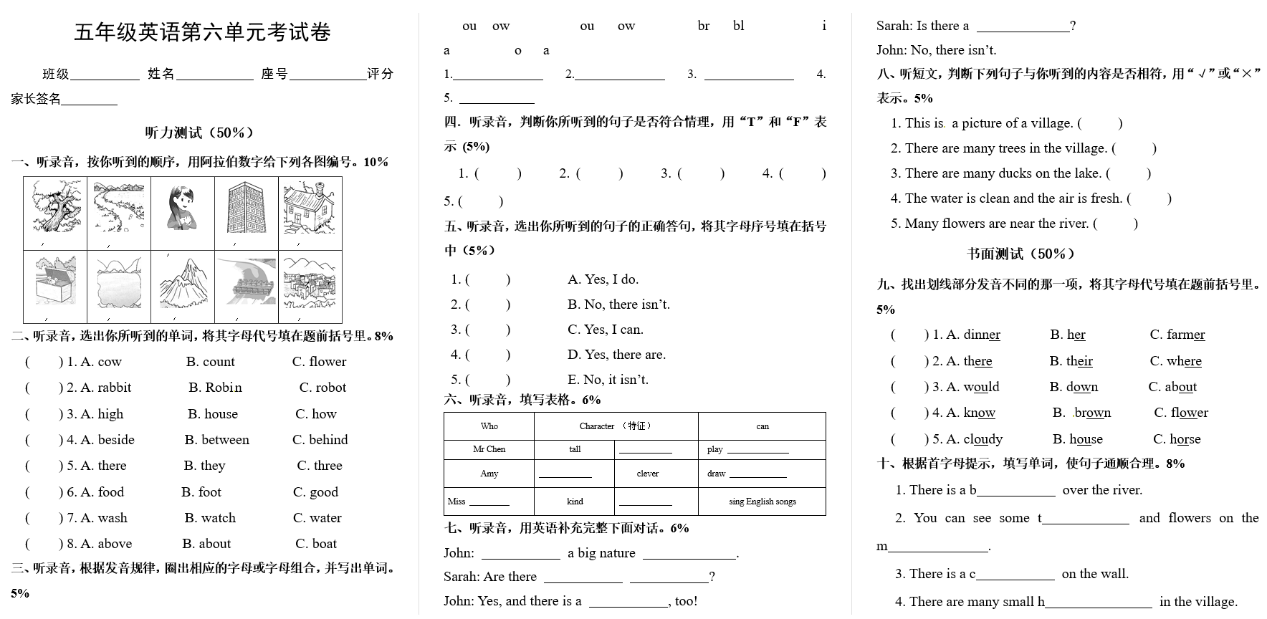 五年级英语第六单元考试卷
班级__________ 姓名___________ 座号___________评分
家长签名________
听力测试（50%）
一、听录音，按你听到的顺序，用阿拉伯数字给下列各图编号。10%
二、听录音，选出你所听到的单词，将其字母代号填在题前括号里。8%
( ) 1. A. cow B. count C. flower
( ) 2. A. rabbit B. Robin C. robot
( ) 3. A. high B. house C. how
( ) 4. A. beside B. between C. behind
( ) 5. A. there B. they C. three
( ) 6. A. food B. foot C. good
( ) 7. A. wash B. watch C. water
( ) 8. A. above B. about C. boat
三、听录音，根据发音规律，圈出相应的字母或字母组合，并写出单词。
5%
ou ow ou ow br bl i
a o a
1.____________ 2.____________ 3. ____________ 4.
5. __________
四．听录音，判断你所听到的句子是否符合情理，用“T”和“F”表
示 (5%)
1. ( ) 2. ( ) 3. ( ) 4. ( )
5. ( )
五、听录音，选出你所听到的句子的正确答句，将其字母序号填在括号
中（5%）
1. ( ) A. Yes, I do.
2. ( ) B. No, there isn’t.
3. ( ) C. Yes, I can.
4. ( ) D. Yes, there are.
5. ( ) E. No, it isn’t.
六、听录音，填写表格。6%
Who Character （特征） can
Mr Chen tall __________ play ____________
Amy __________ clever draw ____________
Miss ________ kind __________ sing English songs
七、听录音，用英语补充完整下面对话。6%
John: ___________ a big nature _____________.
Sarah: Are there ___________ ___________?
John: Yes, and there is a ___________, too!
Sarah: Is there a _____________?
John: No, there isn’t.
八、听短文，判断下列句子与你听到的内容是否相符，用“√”或“×”
表示。5%
1. This is a picture of a village. ( )
2. There are many trees in the village. ( )
3. There are many ducks on the lake. ( )
4. The water is clean and the air is fresh. ( )
5. Many flowers are near the river. ( )
书面测试（50%）
九、找出划线部分发音不同的那一项，将其字母代号填在题前括号里。
5%
( ) 1. A. dinner B. her C. farmer
( ) 2. A. there B. their C. where
( ) 3. A. would B. down C. about
( ) 4. A. know B. brown C. flower
( ) 5. A. cloudy B. house C. horse
十、根据首字母提示，填写单词，使句子通顺合理。8%
1. There is a b___________ over the river.
2. You can see some t____________ and flowers on the
m______________.
3. There is a c___________ on the wall.
4. There are many small h_______________ in the village.